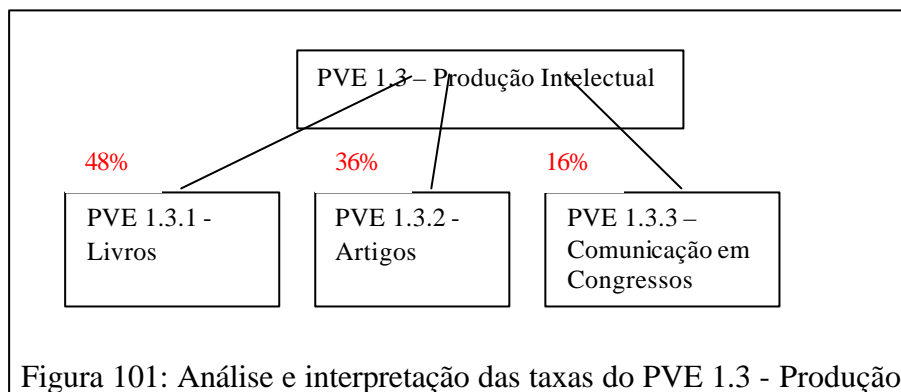 PVE 1.3 – Produção Intelectual
48%
36%
16%
PVE 1.3.1 -
Livros
PVE 1.3.2 -
Artigos
PVE 1.3.3 –
Comunicação em
Congressos
Figura 101: Análise e interpretação das taxas do PVE 1.3 - Produção